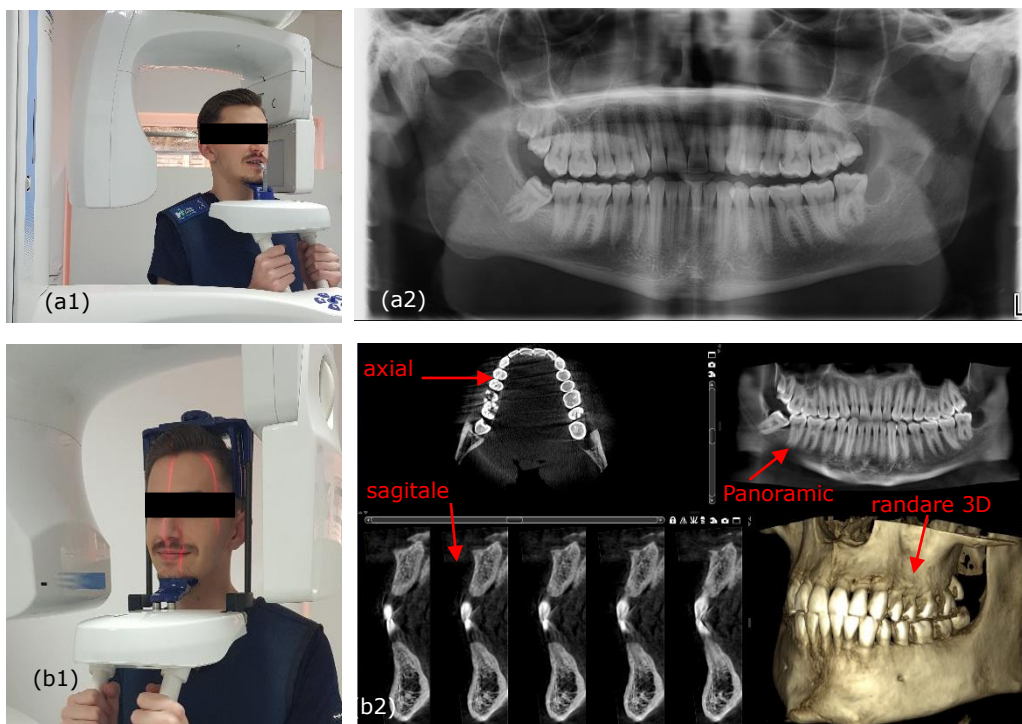 (a1)
(a2)
L
axial
sagitale
Panoramic
randare 3D
(b1)
(b2)